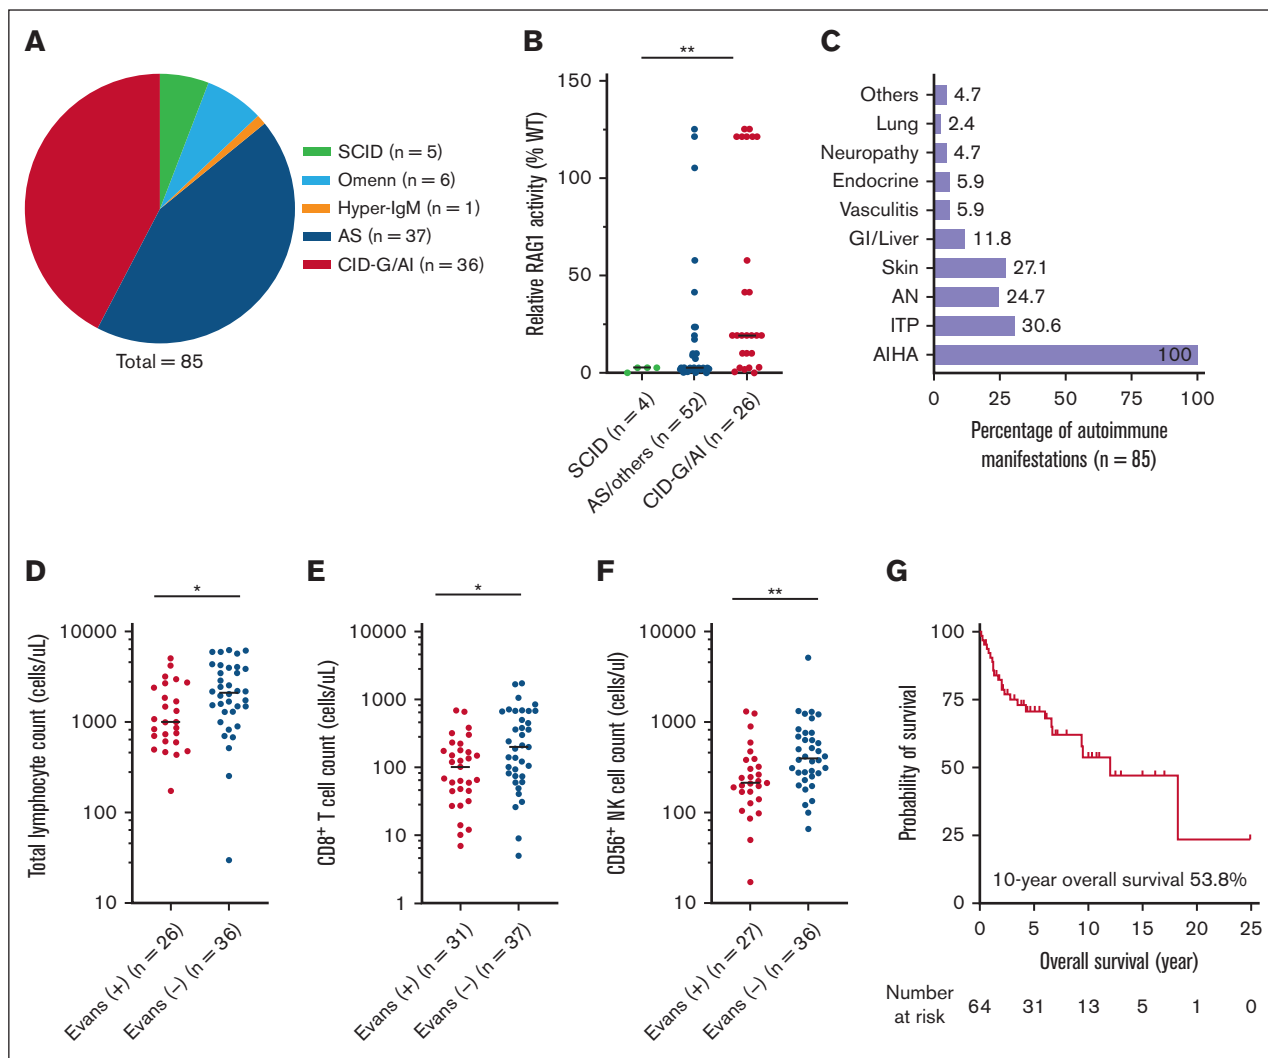 A
SCID (n = 5)
Omenn (n = 6)
Hyper-IgM (n = 1)
AS (n = 37)
CID-G/AI (n = 36)
Total = 85
B
**
Relative RAG1 activity (% WT)
150
100
50
0
SCID (n = 4)
AS/others (n = 52)
CID-G/AI (n = 26)
C
Others 4.7
Lung 2.4
Neuropathy 4.7
Endocrine 5.9
Vasculitis 5.9
GI/Liver 11.8
Skin 27.1
AN 24.7
ITP 30.6
AIHA 100
0 25 50 75 100
Percentage of autoimmune
manifestations (n = 85)
D
*
Total lymphocyte count (cells/uL)
10000
1000
100
10
Evans (+) (n = 26)
Evans (−) (n = 36)
E
*
CD8+ T cell count (cells/uL)
10000
1000
100
10
1
Evans (+) (n = 31)
Evans (−) (n = 37)
F
**
CD56+ NK cell count (cells/ul)
10000
1000
100
10
Evans (+) (n = 27)
Evans (−) (n = 36)
G
Probability of survival
100
75
50
25
0
10-year overall survival 53.8%
0 5 10 15 20 25
Overall survival (year)
Number
at risk
64 31 13 5 1 0